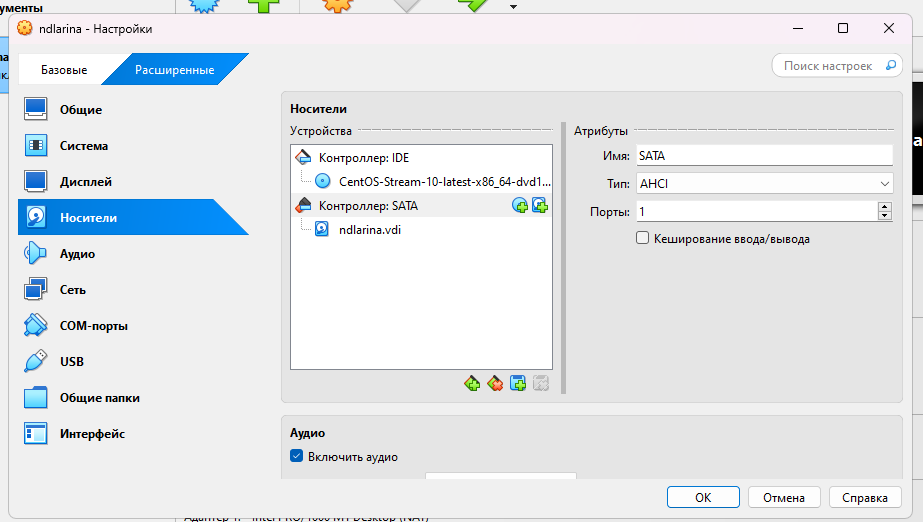 кументы
ndlarina - Настройки
Базовые
Расширенные
Поиск настроек
Общие
Система
Дисплей
Носители
Аудио
Сеть
COM-порты
USB
Общие папки
Интерфейс
Носители
Устройства
Контроллер: IDE
CentOS-Stream-10-latest-x86_64-dvd1...
Контроллер: SATA
ndlarina.vdi
Атрибуты
Имя: SATA
Тип: AHCI
Порты: 1
Кеширование ввода/вывода
Аудио
Включить аудио
OK
Отмена
Справка